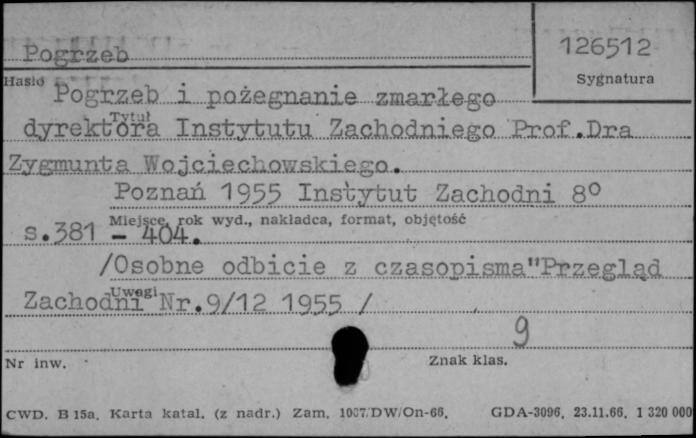 Pogrzeb
126512
Hasło
Sygnatura
Pogrzeb i pożegnanie zmarłego
Tytuł
dyrektora Instytutu Zachodniego Prof.Dra
Zygmunta Wojciechowskiego.
Poznań 1955 Instytut Zachodni 8°
Miejsce, rok wyd., nakładca, format, objętość
s.381 - 404.
/Osobne odbicie z czasopisma"Przegląd
Uwagi
Zachodni"Nr.9/12 1955 /
9
Nr inw.
Znak klas.
CWD. B 15a. Karta katal. (z nadr.) Zam. 1007/DW/On-66. GDA-3096, 23.11.66, 1 320 000